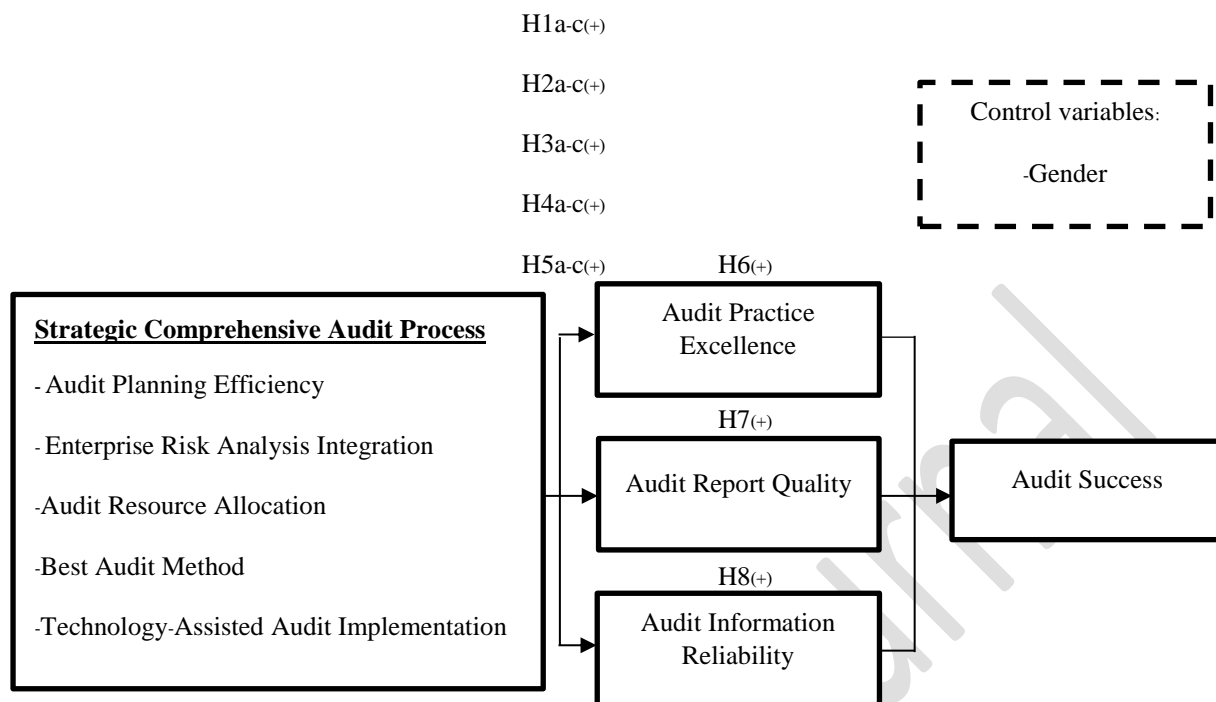 H1a-c(+)
H2a-c(+)
H3a-c(+)
H4a-c(+)
H5a-c(+)
Control variables:
-Gender
Strategic Comprehensive Audit Process
- Audit Planning Efficiency
- Enterprise Risk Analysis Integration
-Audit Resource Allocation
-Best Audit Method
-Technology-Assisted Audit Implementation
H6(+)
Audit Practice
Excellence
H7(+)
Audit Report Quality
H8(+)
Audit Information
Reliability
Audit Success